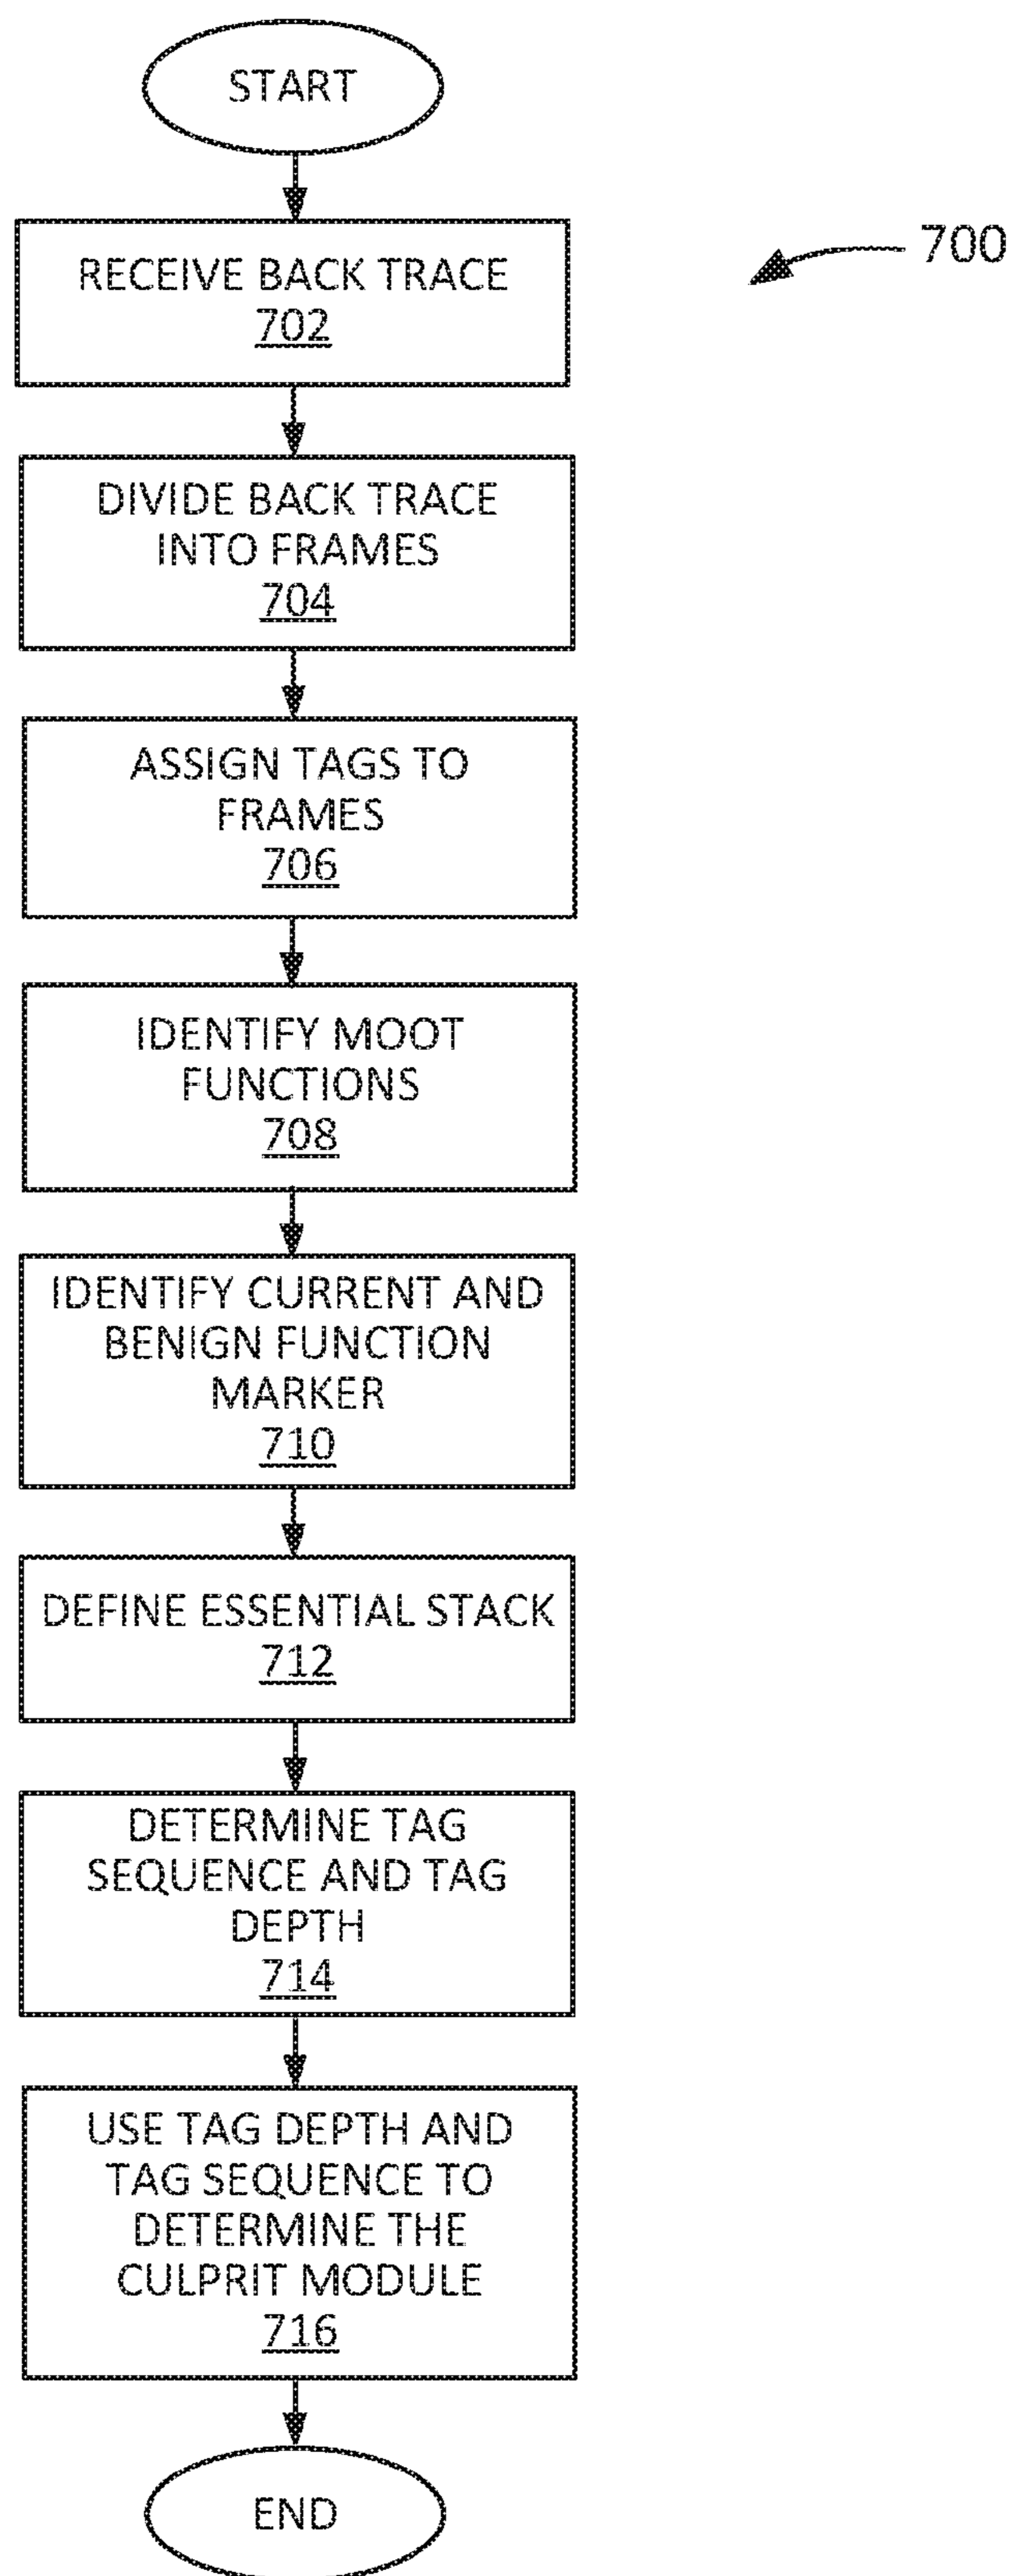 START
RECEIVE BACK TRACE
702
700
DIVIDE BACK TRACE
INTO FRAMES
704
ASSIGN TAGS TO
FRAMES
706
IDENTIFY MOOT
FUNCTIONS
708
IDENTIFY CURRENT AND
BENIGN FUNCTION
MARKER
710
DEFINE ESSENTIAL STACK
712
DETERMINE TAG
SEQUENCE AND TAG
DEPTH
714
USE TAG DEPTH AND
TAG SEQUENCE TO
DETERMINE THE
CULPRIT MODULE
716
END